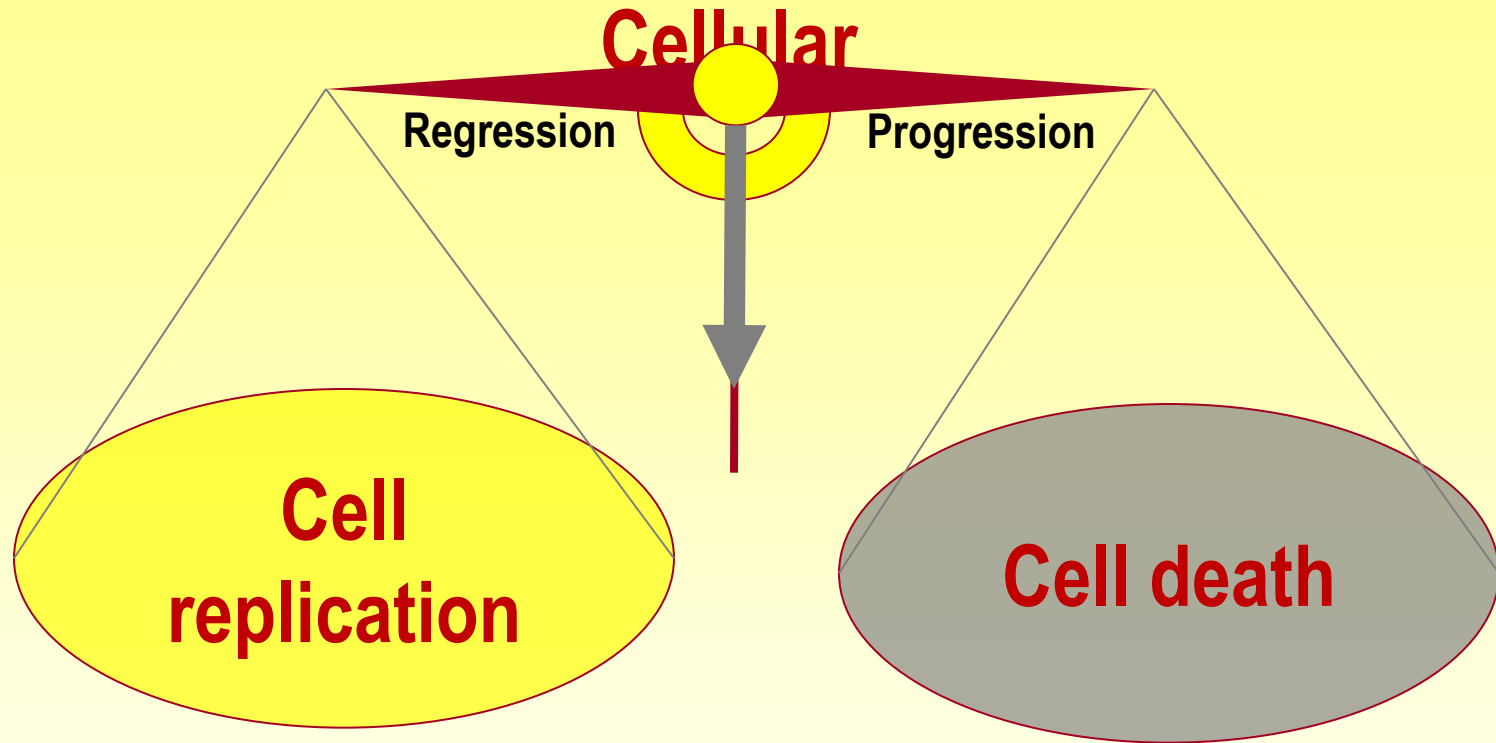 Cellular
Regression
Progression
Cell
replication
Cell death